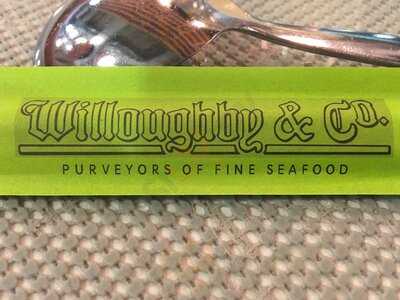 Willoughby & Co.
PURVEYORS OF FINE SEAFOOD